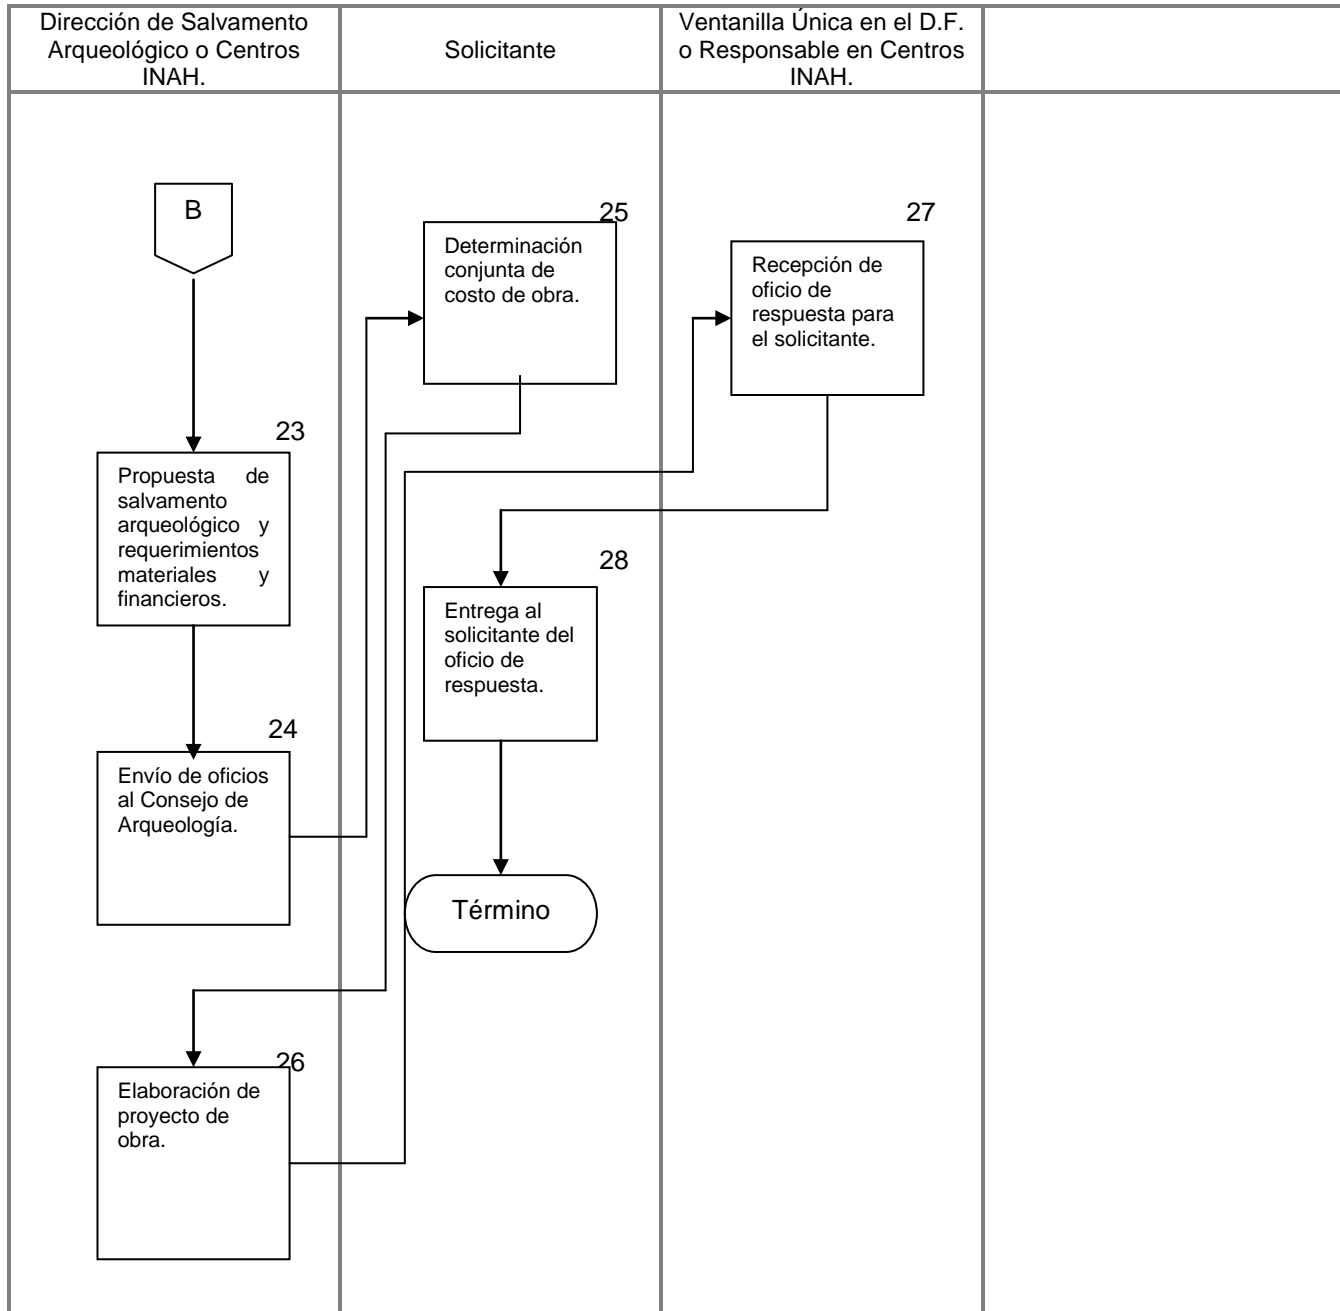 Dirección de Salvamento
Arqueológico o Centros
INAH.
Solicitante
Ventanilla Única en el D.F.
o Responsable en Centros
INAH.
B
23
Propuesta de
salvamento
arqueológico y
requerimientos
materiales y
financieros.
24
Envío de oficios
al Consejo de
Arqueología.
25
Determinación
conjunta de
costo de obra.
26
Elaboración de
proyecto de
obra.
27
Recepción de
oficio de
respuesta para
el solicitante.
28
Entrega al
solicitante del
oficio de
respuesta.
Término